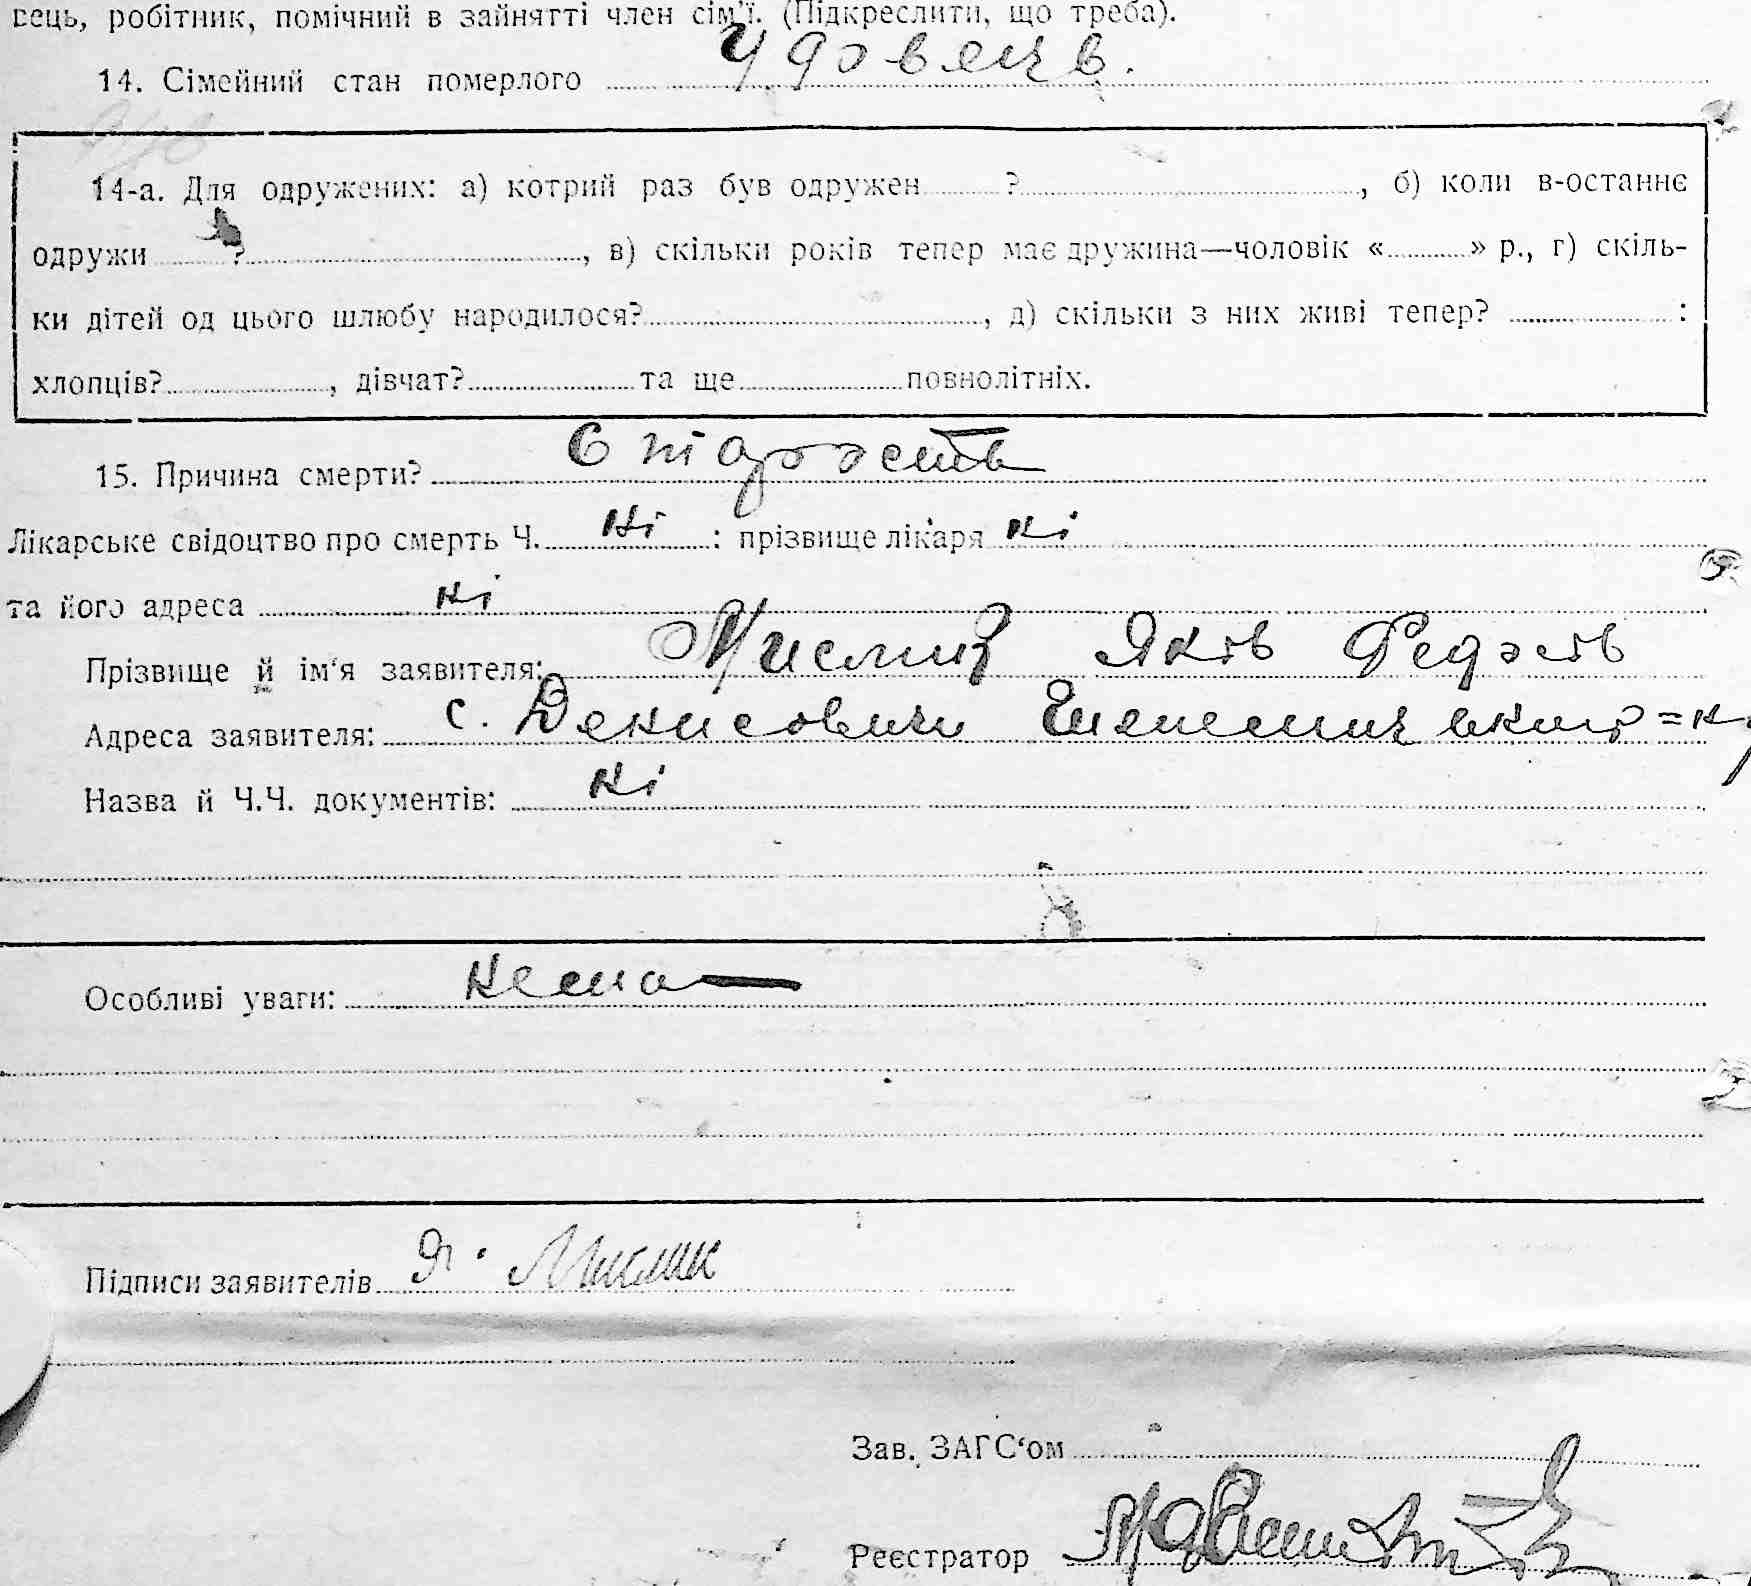 вець, робітник, помічний в зайнятті член сім'ї. (Підкреслити, що треба).
14. Сімейний стан померлого Удовець.
14-а. Для одружених: а) котрий раз був одружен ? , б) коли в-останнє
одружи ? , в) скільки років тепер має дружина—чоловік « » р., г) скіль-
ки дітей од цього шлюбу народилося? , д) скільки з них живі тепер? :
хлопців? , дівчат? та ще повнолітніх.
15. Причина смерти? Старость
Лікарське свідоцтво про смерть Ч. ні : прізвище лікаря ні
та його адреса ні
Прізвище й ім'я заявителя: Яків
Адреса заявителя: с. Денисовичи
Назва й Ч.Ч. документів: ні
Особливі уваги: нема —
Підписи заявителів Я.
Зав. ЗАГС'ом
Реєстратор